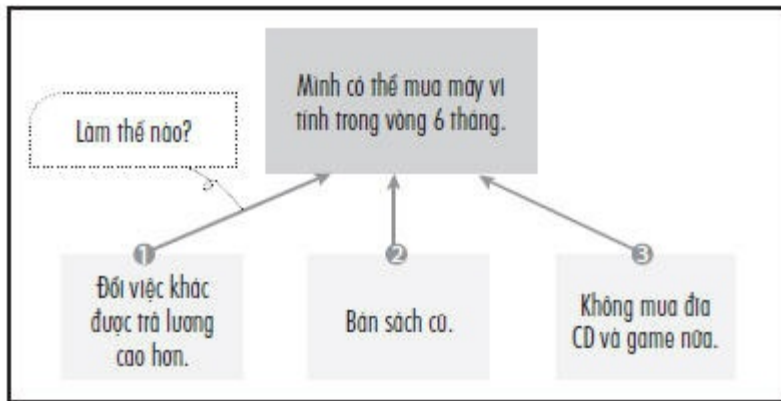 Mình có thể mua máy vi
tính trong vòng 6 tháng.
Làm thế nào?
1
Đổi việc khác
được trả lương
cao hơn.
2
Bán sách cũ.
3
Không mua đĩa
CD và game nữa.